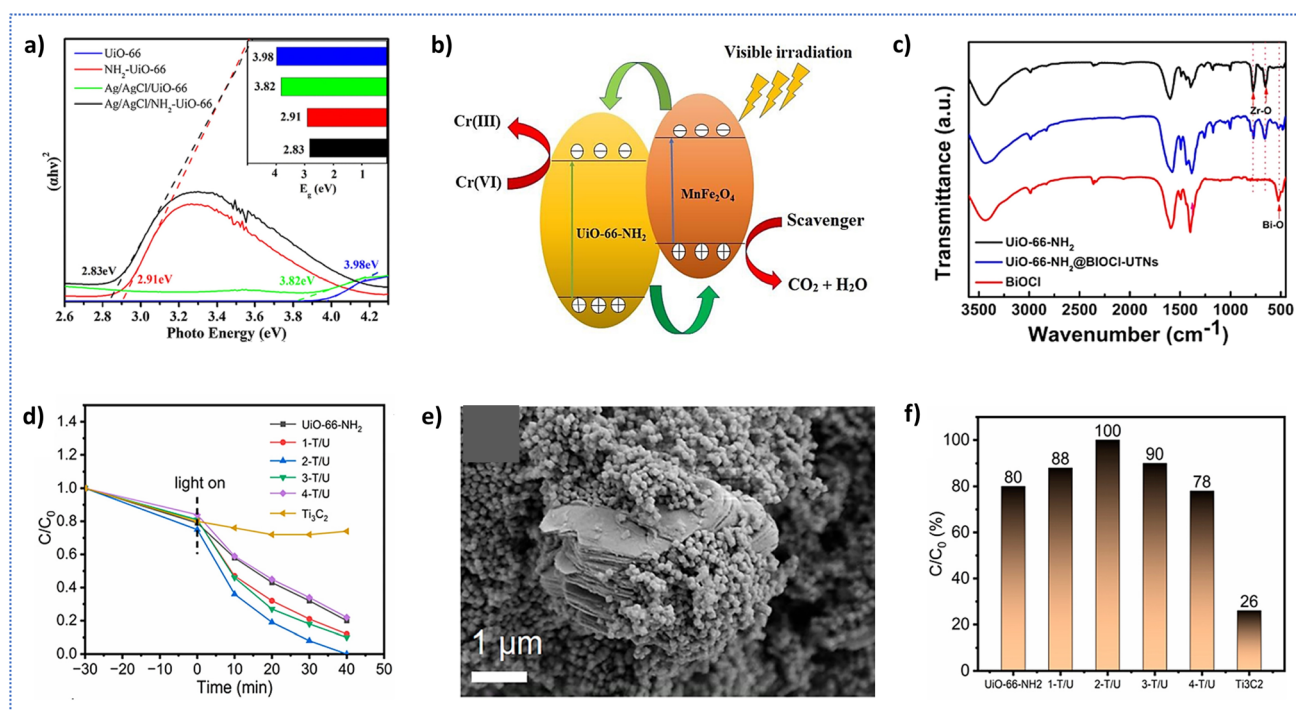 a)
UiO-66
NH₂-UiO-66
Ag/AgCl/UiO-66
Ag/AgCl/NH₂-UiO-66
3.98
3.82
2.91
2.83
4 3 2 1 0
E_g (eV)
(αhv)²
2.83eV
2.91eV
3.82eV
3.98eV
2.6 2.8 3.0 3.2 3.4 3.6 3.8 4.0 4.2
Photo Energy (eV)
b)
Visible irradiation
Cr(III)
Cr(VI)
UiO-66-NH₂
MnFe₂O₄
Scavenger
CO₂ + H₂O
c)
Transmittance (a.u.)
Zr-O
Bi-O
UiO-66-NH₂
UiO-66-NH₂@BIOCl-UTNs
BiOCl
3500 3000 2500 2000 1500 1000 500
Wavenumber (cm⁻¹)
d)
C/C₀
1.4
1.2
1.0
0.8
0.6
0.4
0.2
0.0
light on
UiO-66-NH₂
1-T/U
2-T/U
3-T/U
4-T/U
Ti₃C₂
-30 -20 -10 0 10 20 30 40 50
Time (min)
e)
1 μm
f)
C/C₀ (%)
100
80
60
40
20
0
80
88
100
90
78
26
UiO-66-NH2 1-T/U 2-T/U 3-T/U 4-T/U Ti3C2